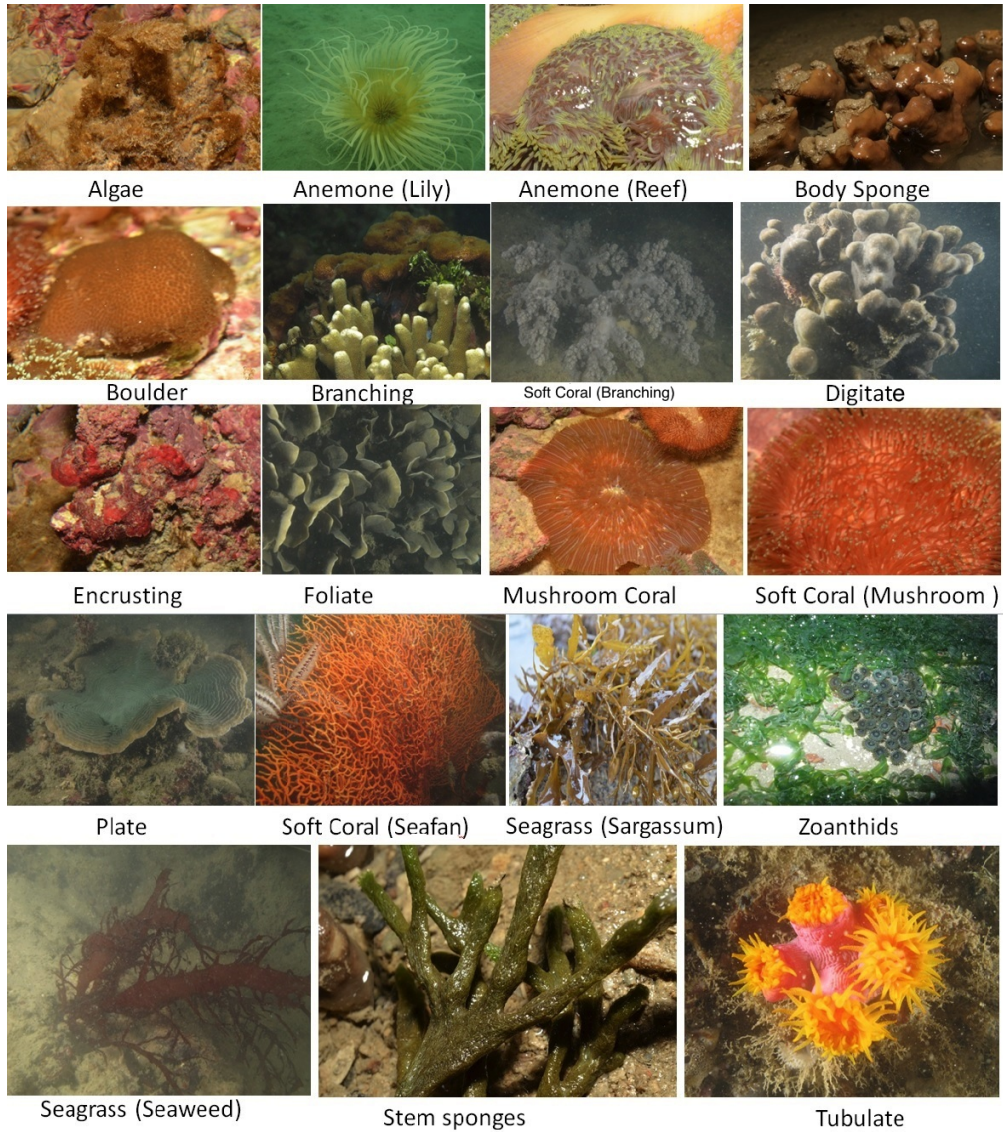 Algae
Anemone (Lily)
Anemone (Reef)
Body Sponge
Boulder
Branching
Soft Coral (Branching)
Digitate
Encrusting
Foliate
Mushroom Coral
Soft Coral (Mushroom )
Plate
Soft Coral (Seafan)
Seagrass (Sargassum)
Zoanthids
Seagrass (Seaweed)
Stem sponges
Tubulate